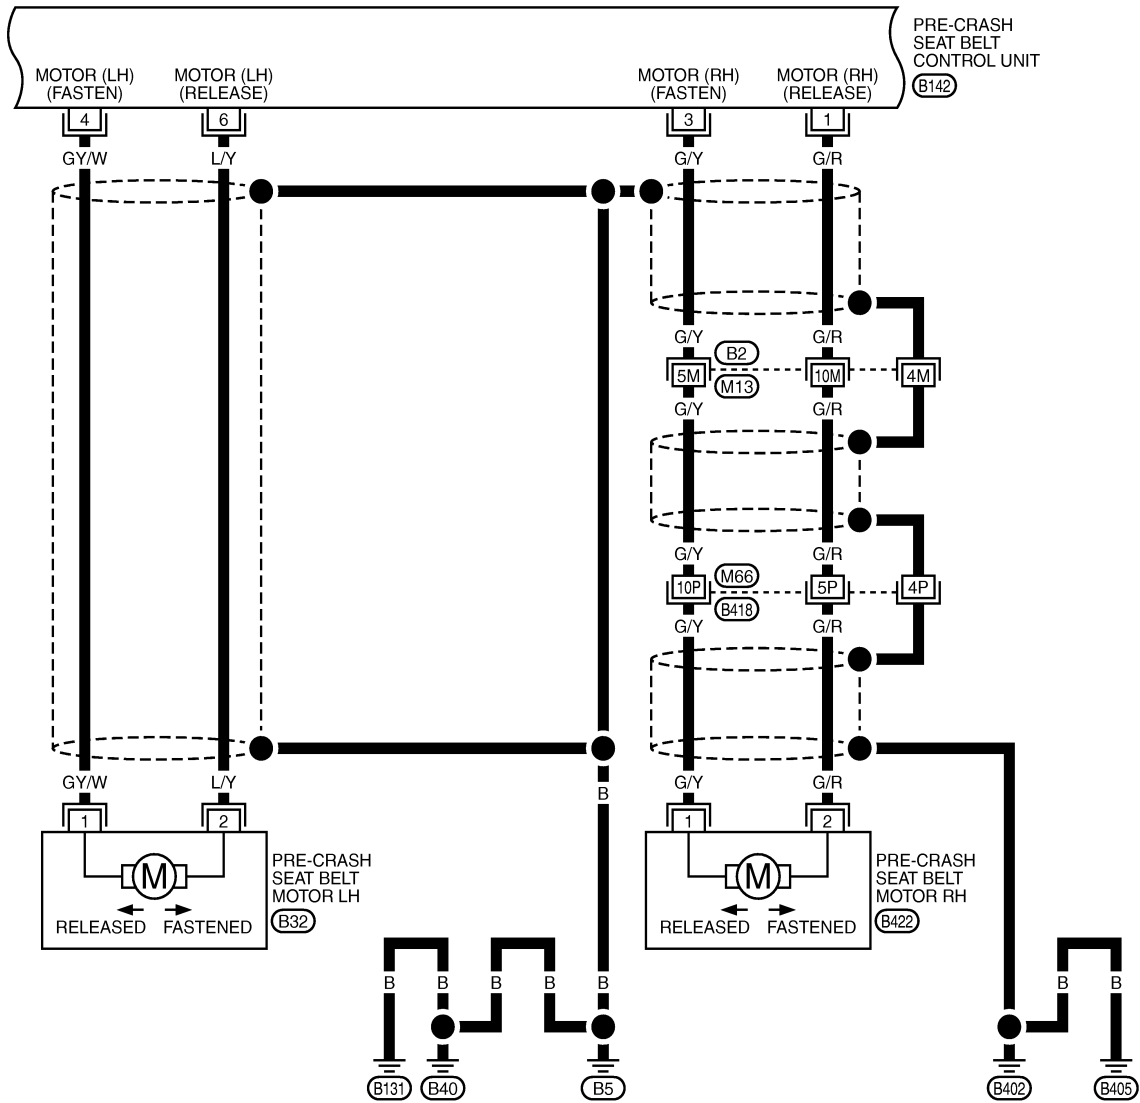 PRE-CRASH
SEAT BELT
CONTROL UNIT
B142
MOTOR (LH)
(FASTEN)
MOTOR (LH)
(RELEASE)
MOTOR (RH)
(FASTEN)
MOTOR (RH)
(RELEASE)
4
6
3
1
GY/W
L/Y
G/Y
G/R
G/Y
G/R
B2
5M
10M
4M
M13
G/Y
G/R
G/Y
G/R
M66
10P
5P
4P
B418
G/Y
G/R
GY/W
L/Y
B
G/Y
G/R
1
2
1
2
M
PRE-CRASH
SEAT BELT
MOTOR LH
B32
RELEASED
FASTENED
M
PRE-CRASH
SEAT BELT
MOTOR RH
B422
RELEASED
FASTENED
B
B
B
B
B
B
B
B131
B40
B5
B402
B405